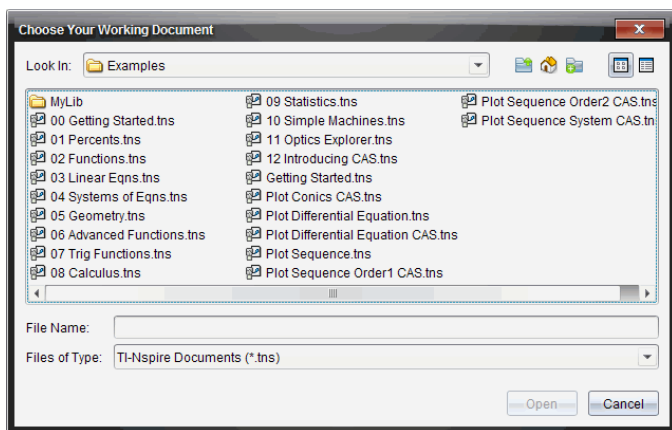 Choose Your Working Document
Look In: Examples
MyLib
00 Getting Started.tns
01 Percents.tns
02 Functions.tns
03 Linear Eqns.tns
04 Systems of Eqns.tns
05 Geometry.tns
06 Advanced Functions.tns
07 Trig Functions.tns
08 Calculus.tns
09 Statistics.tns
10 Simple Machines.tns
11 Optics Explorer.tns
12 Introducing CAS.tns
Getting Started.tns
Plot Conics CAS.tns
Plot Differential Equation.tns
Plot Differential Equation CAS.tns
Plot Sequence.tns
Plot Sequence Order1 CAS.tns
Plot Sequence Order2 CAS.tns
Plot Sequence System CAS.tn
File Name:
Files of Type: TI-Nspire Documents (*.tns)
Open Cancel